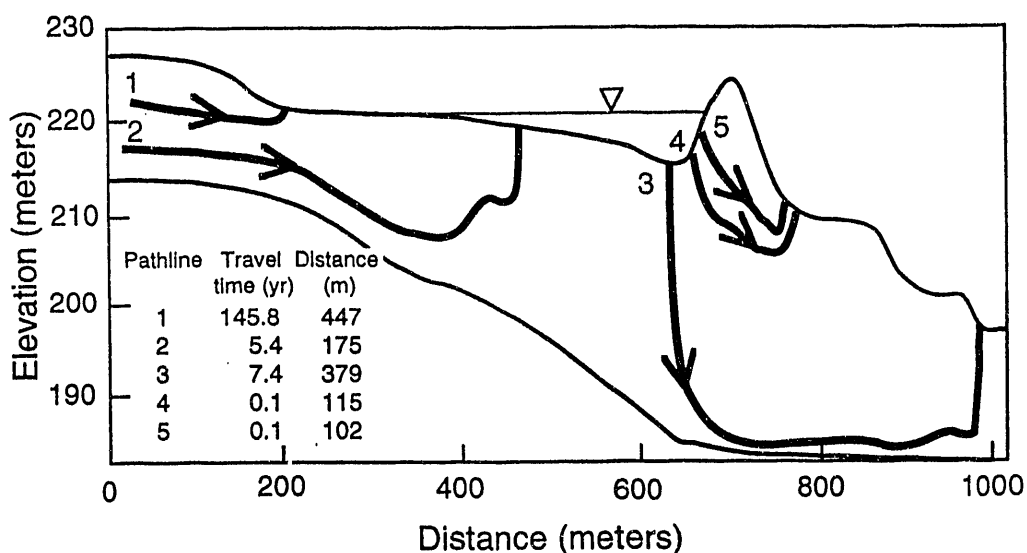 230
220
210
200
190
Elevation (meters)
1
2
3
4
5
Pathline Travel Distance
time (yr) (m)
1 145.8 447
2 5.4 175
3 7.4 379
4 0.1 115
5 0.1 102
0 200 400 600 800 1000
Distance (meters)